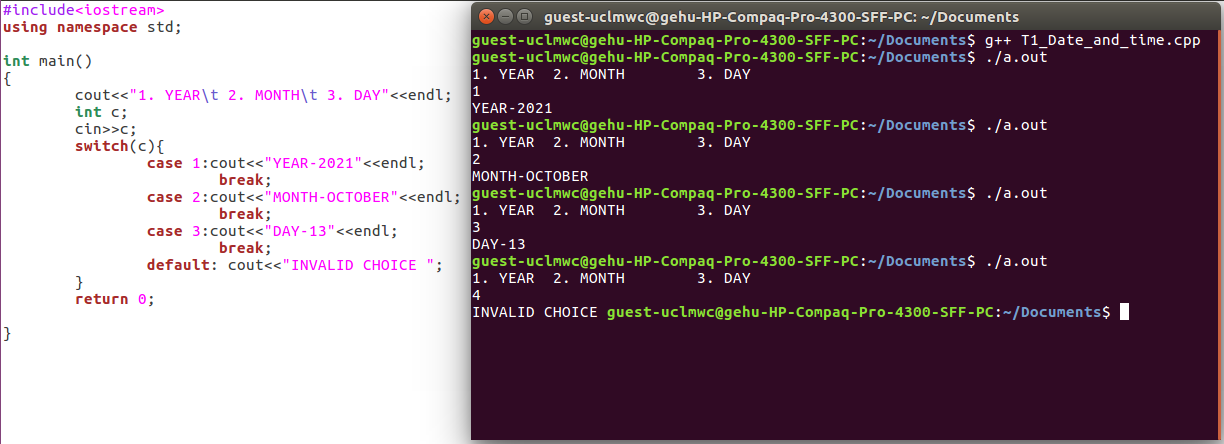 #include<iostream>
using namespace std;

int main()
{
        cout<<"1. YEAR\t 2. MONTH\t 3. DAY"<<endl;
        int c;
        cin>>c;
        switch(c){
                case 1:cout<<"YEAR-2021"<<endl;
                        break;
                case 2:cout<<"MONTH-OCTOBER"<<endl;
                        break;
                case 3:cout<<"DAY-13"<<endl;
                        break;
                default: cout<<"INVALID CHOICE ";
        }
        return 0;

}
guest-uclmwc@gehu-HP-Compaq-Pro-4300-SFF-PC: ~/Documents
guest-uclmwc@gehu-HP-Compaq-Pro-4300-SFF-PC:~/Documents$ g++ T1_Date_and_time.cpp
guest-uclmwc@gehu-HP-Compaq-Pro-4300-SFF-PC:~/Documents$ ./a.out
1. YEAR  2. MONTH        3. DAY
1
YEAR-2021
guest-uclmwc@gehu-HP-Compaq-Pro-4300-SFF-PC:~/Documents$ ./a.out
1. YEAR  2. MONTH        3. DAY
2
MONTH-OCTOBER
guest-uclmwc@gehu-HP-Compaq-Pro-4300-SFF-PC:~/Documents$ ./a.out
1. YEAR  2. MONTH        3. DAY
3
DAY-13
guest-uclmwc@gehu-HP-Compaq-Pro-4300-SFF-PC:~/Documents$ ./a.out
1. YEAR  2. MONTH        3. DAY
4
INVALID CHOICE guest-uclmwc@gehu-HP-Compaq-Pro-4300-SFF-PC:~/Documents$